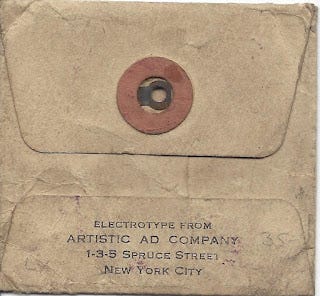 ELECTROTYPE FROM
ARTISTIC AD COMPANY
1-3-5 SPRUCE STREET
NEW YORK CITY